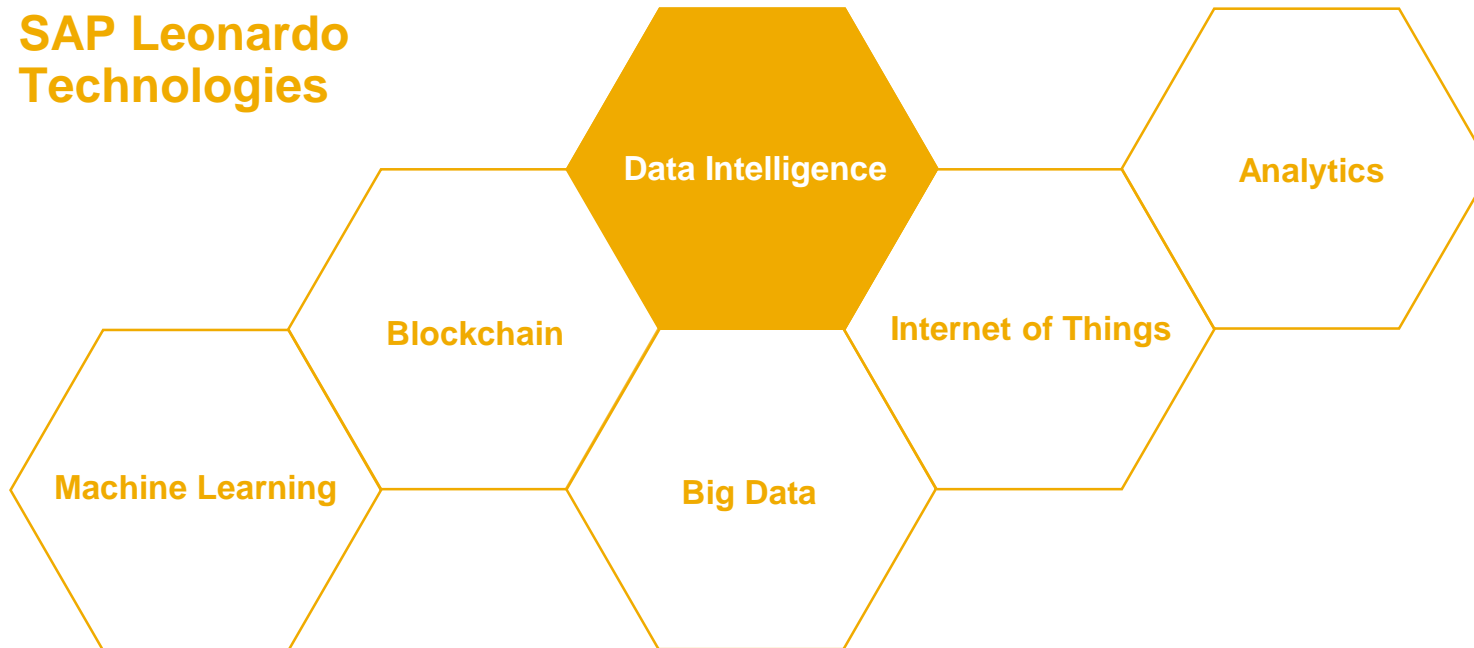 SAP Leonardo
Technologies
Data Intelligence
Analytics
Blockchain
Internet of Things
Machine Learning
Big Data